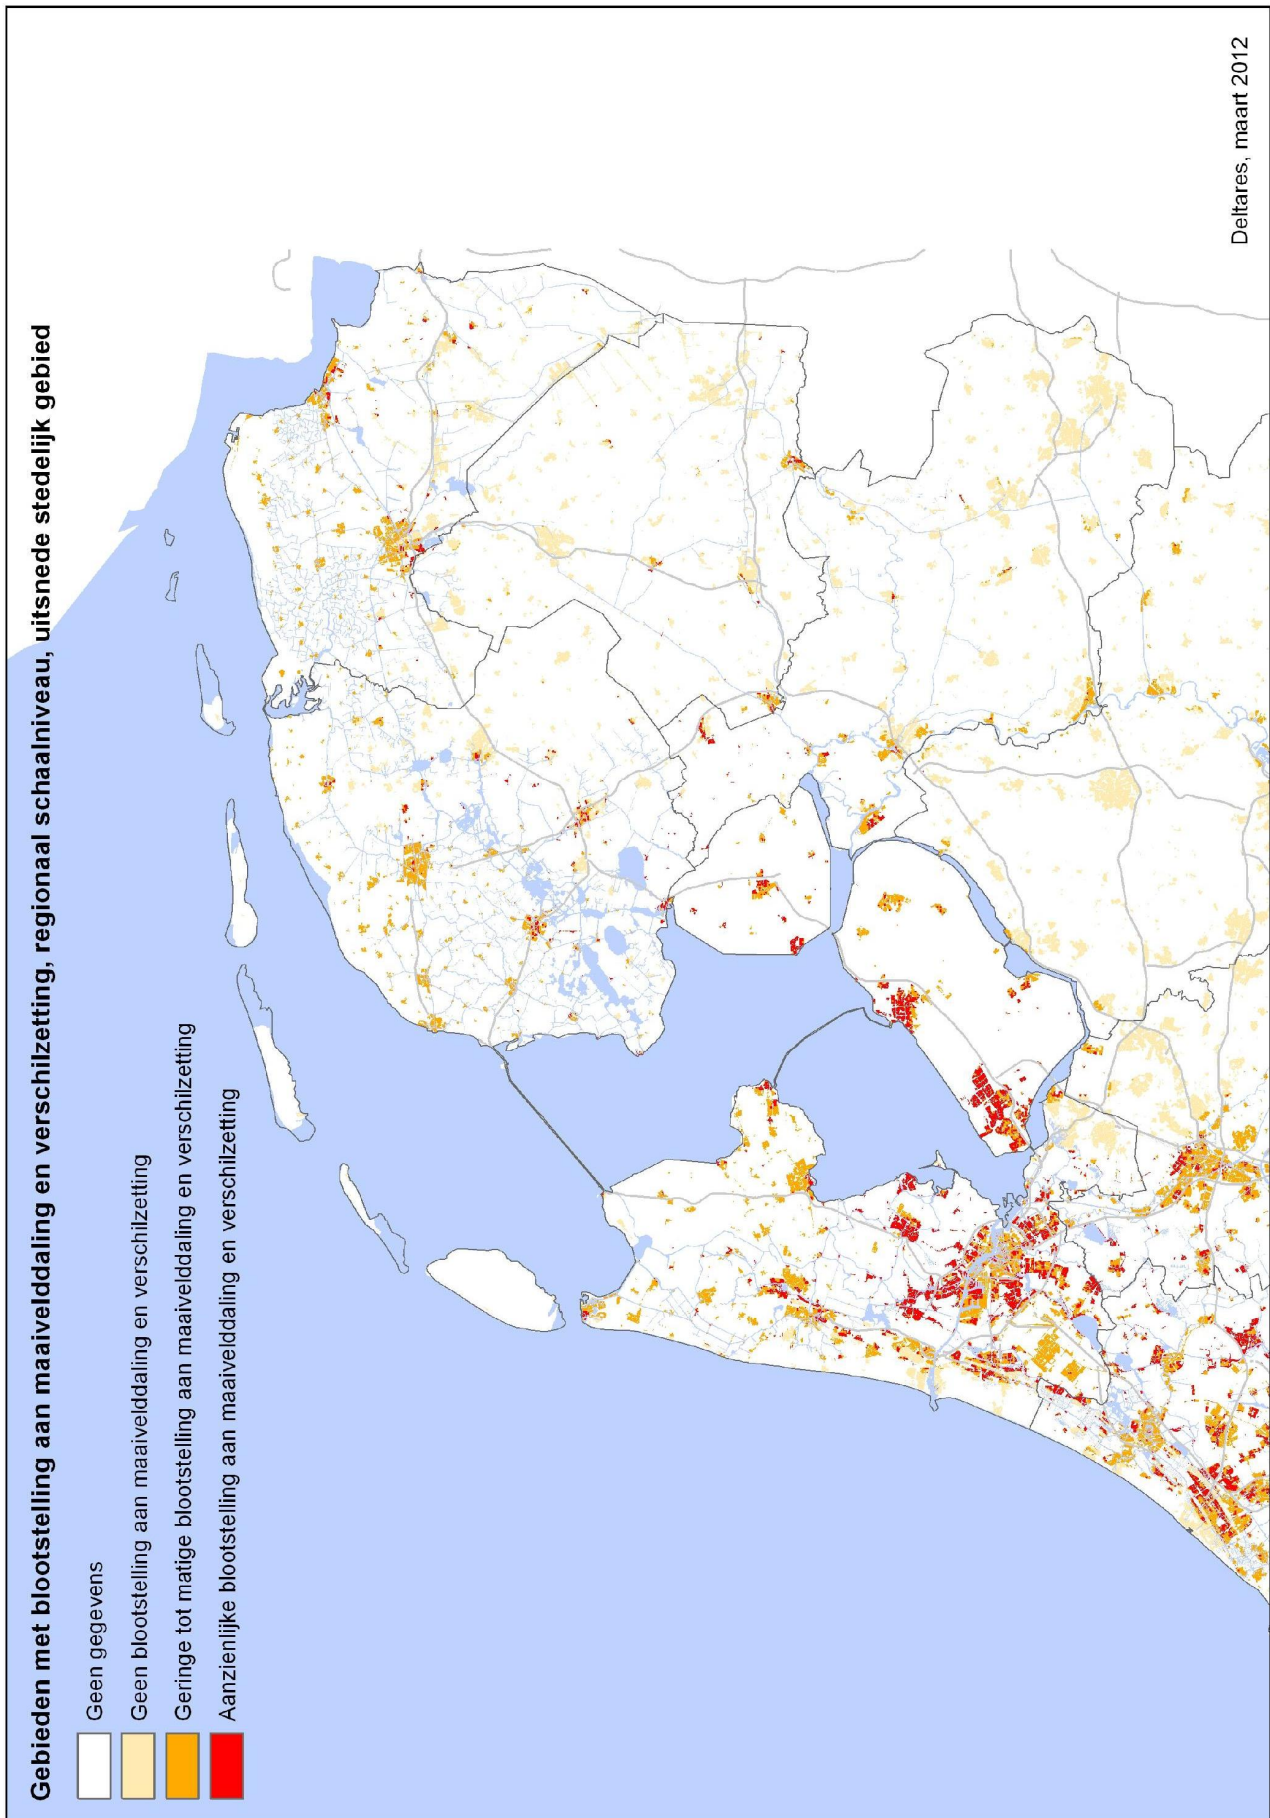 Gebieden met blootstelling aan maaivelddaling en verschilzetting, regionaal schaalniveau, uitsnede stedelijk gebied
Geen gegevens
Geen blootstelling aan maaivelddaling en verschilzetting
Geringe tot matige blootstelling aan maaivelddaling en verschilzetting
Aanzienlijke blootstelling aan maaivelddaling en verschilzetting
Deltares, maart 2012